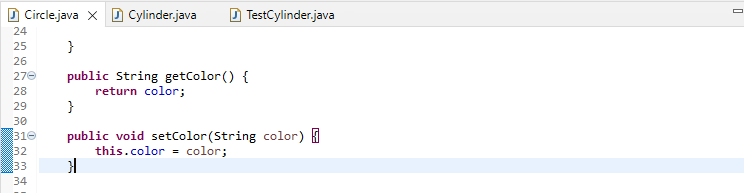 Circle.java Cylinder.java TestCylinder.java
24
25 }
26
27 public String getColor() {
28 return color;
29 }
30
31 public void setColor(String color) {
32 this.color = color;
33 }
34